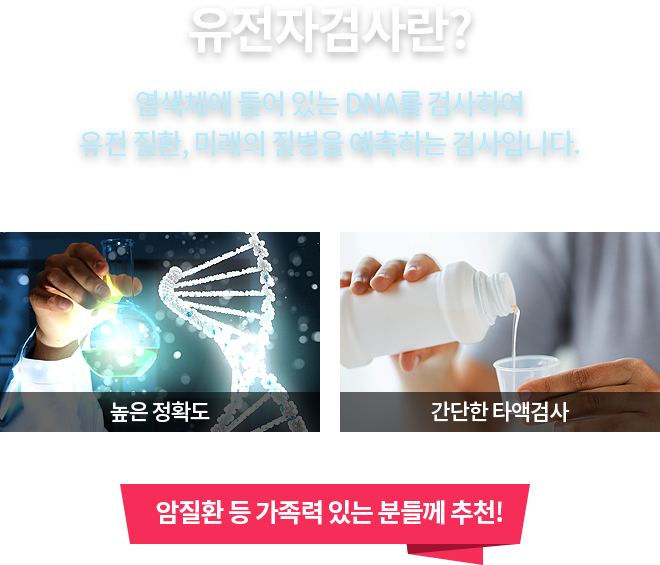 유전자검사란?
염색체에 들어 있는 DNA를 검사하여
유전 질환, 미래의 질병을 예측하는 검사입니다.
높은 정확도
간단한 타액검사
암질환 등 가족력 있는 분들께 추천!